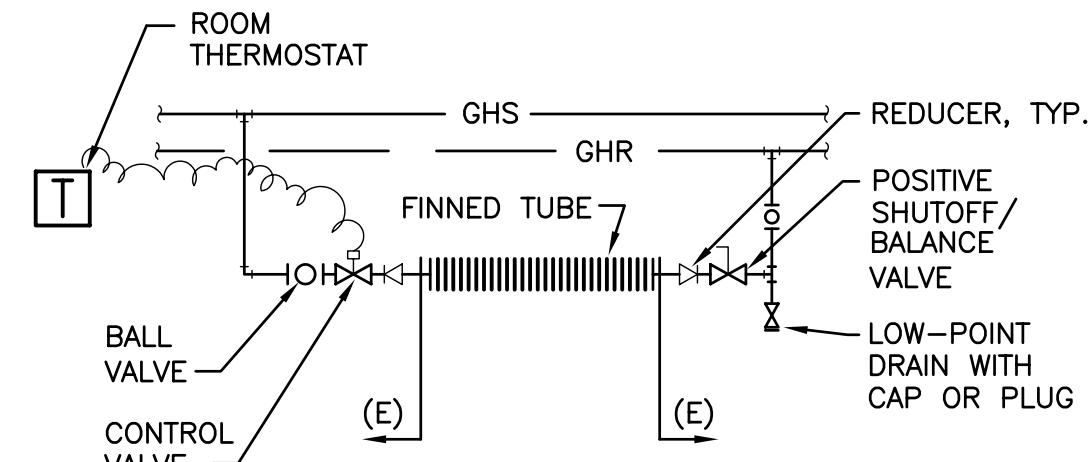 ROOM
THERMOSTAT
GHS
REDUCER, TYP.
GHR
T
POSITIVE
SHUTOFF/
BALANCE
VALVE
FINNED TUBE
BALL
VALVE
LOW-POINT
DRAIN WITH
CAP OR PLUG
(E)
(E)
CONTROL
VALVE